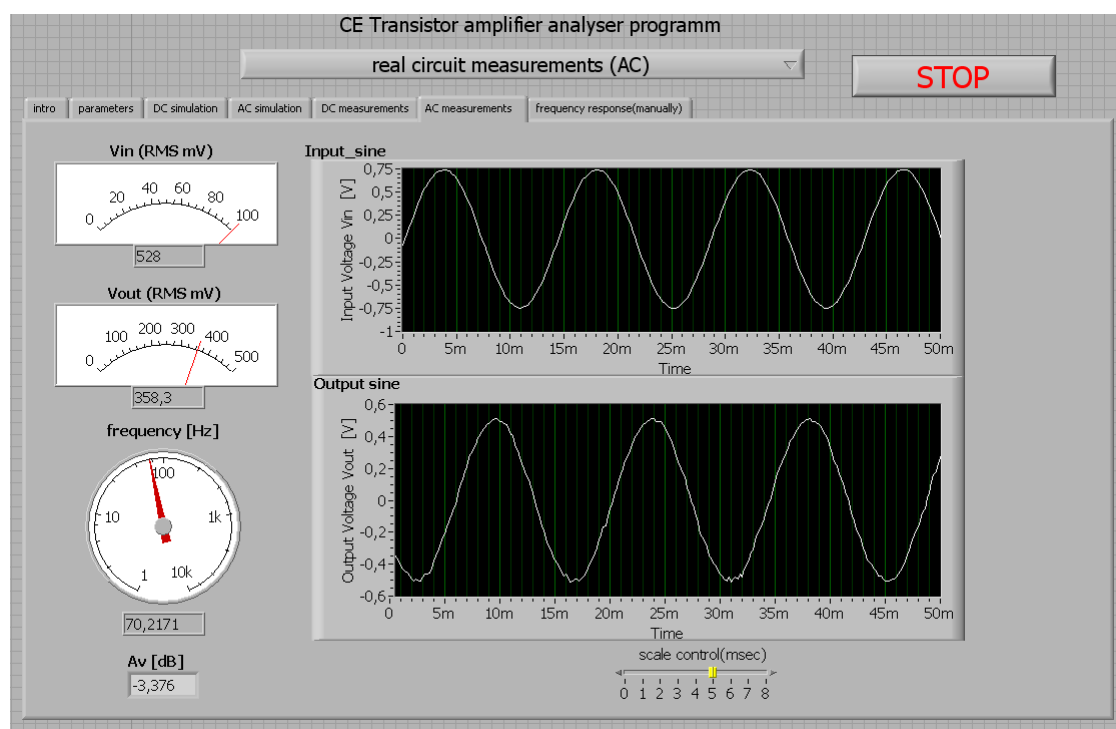 CE Transistor amplifier analyser programm
real circuit measurements (AC)
STOP
intro parameters DC simulation AC simulation DC measurements AC measurements frequency response(manually)
Vin (RMS mV)
0 20 40 60 80 100
528
Vout (RMS mV)
0 100 200 300 400 500
358,3
frequency [Hz]
1 10 100 1k 10k
70,2171
Av [dB]
-3,376
Input_sine
Input Voltage Vin [V]
0,75
0,5
0,25
0
-0,25
-0,5
-0,75
-1
0 5m 10m 15m 20m 25m 30m 35m 40m 45m 50m
Time
Output sine
Output Voltage Vout [V]
0,6
0,4
0,2
0
-0,2
-0,4
-0,6
0 5m 10m 15m 20m 25m 30m 35m 40m 45m 50m
Time
scale control(msec)
0 1 2 3 4 5 6 7 8